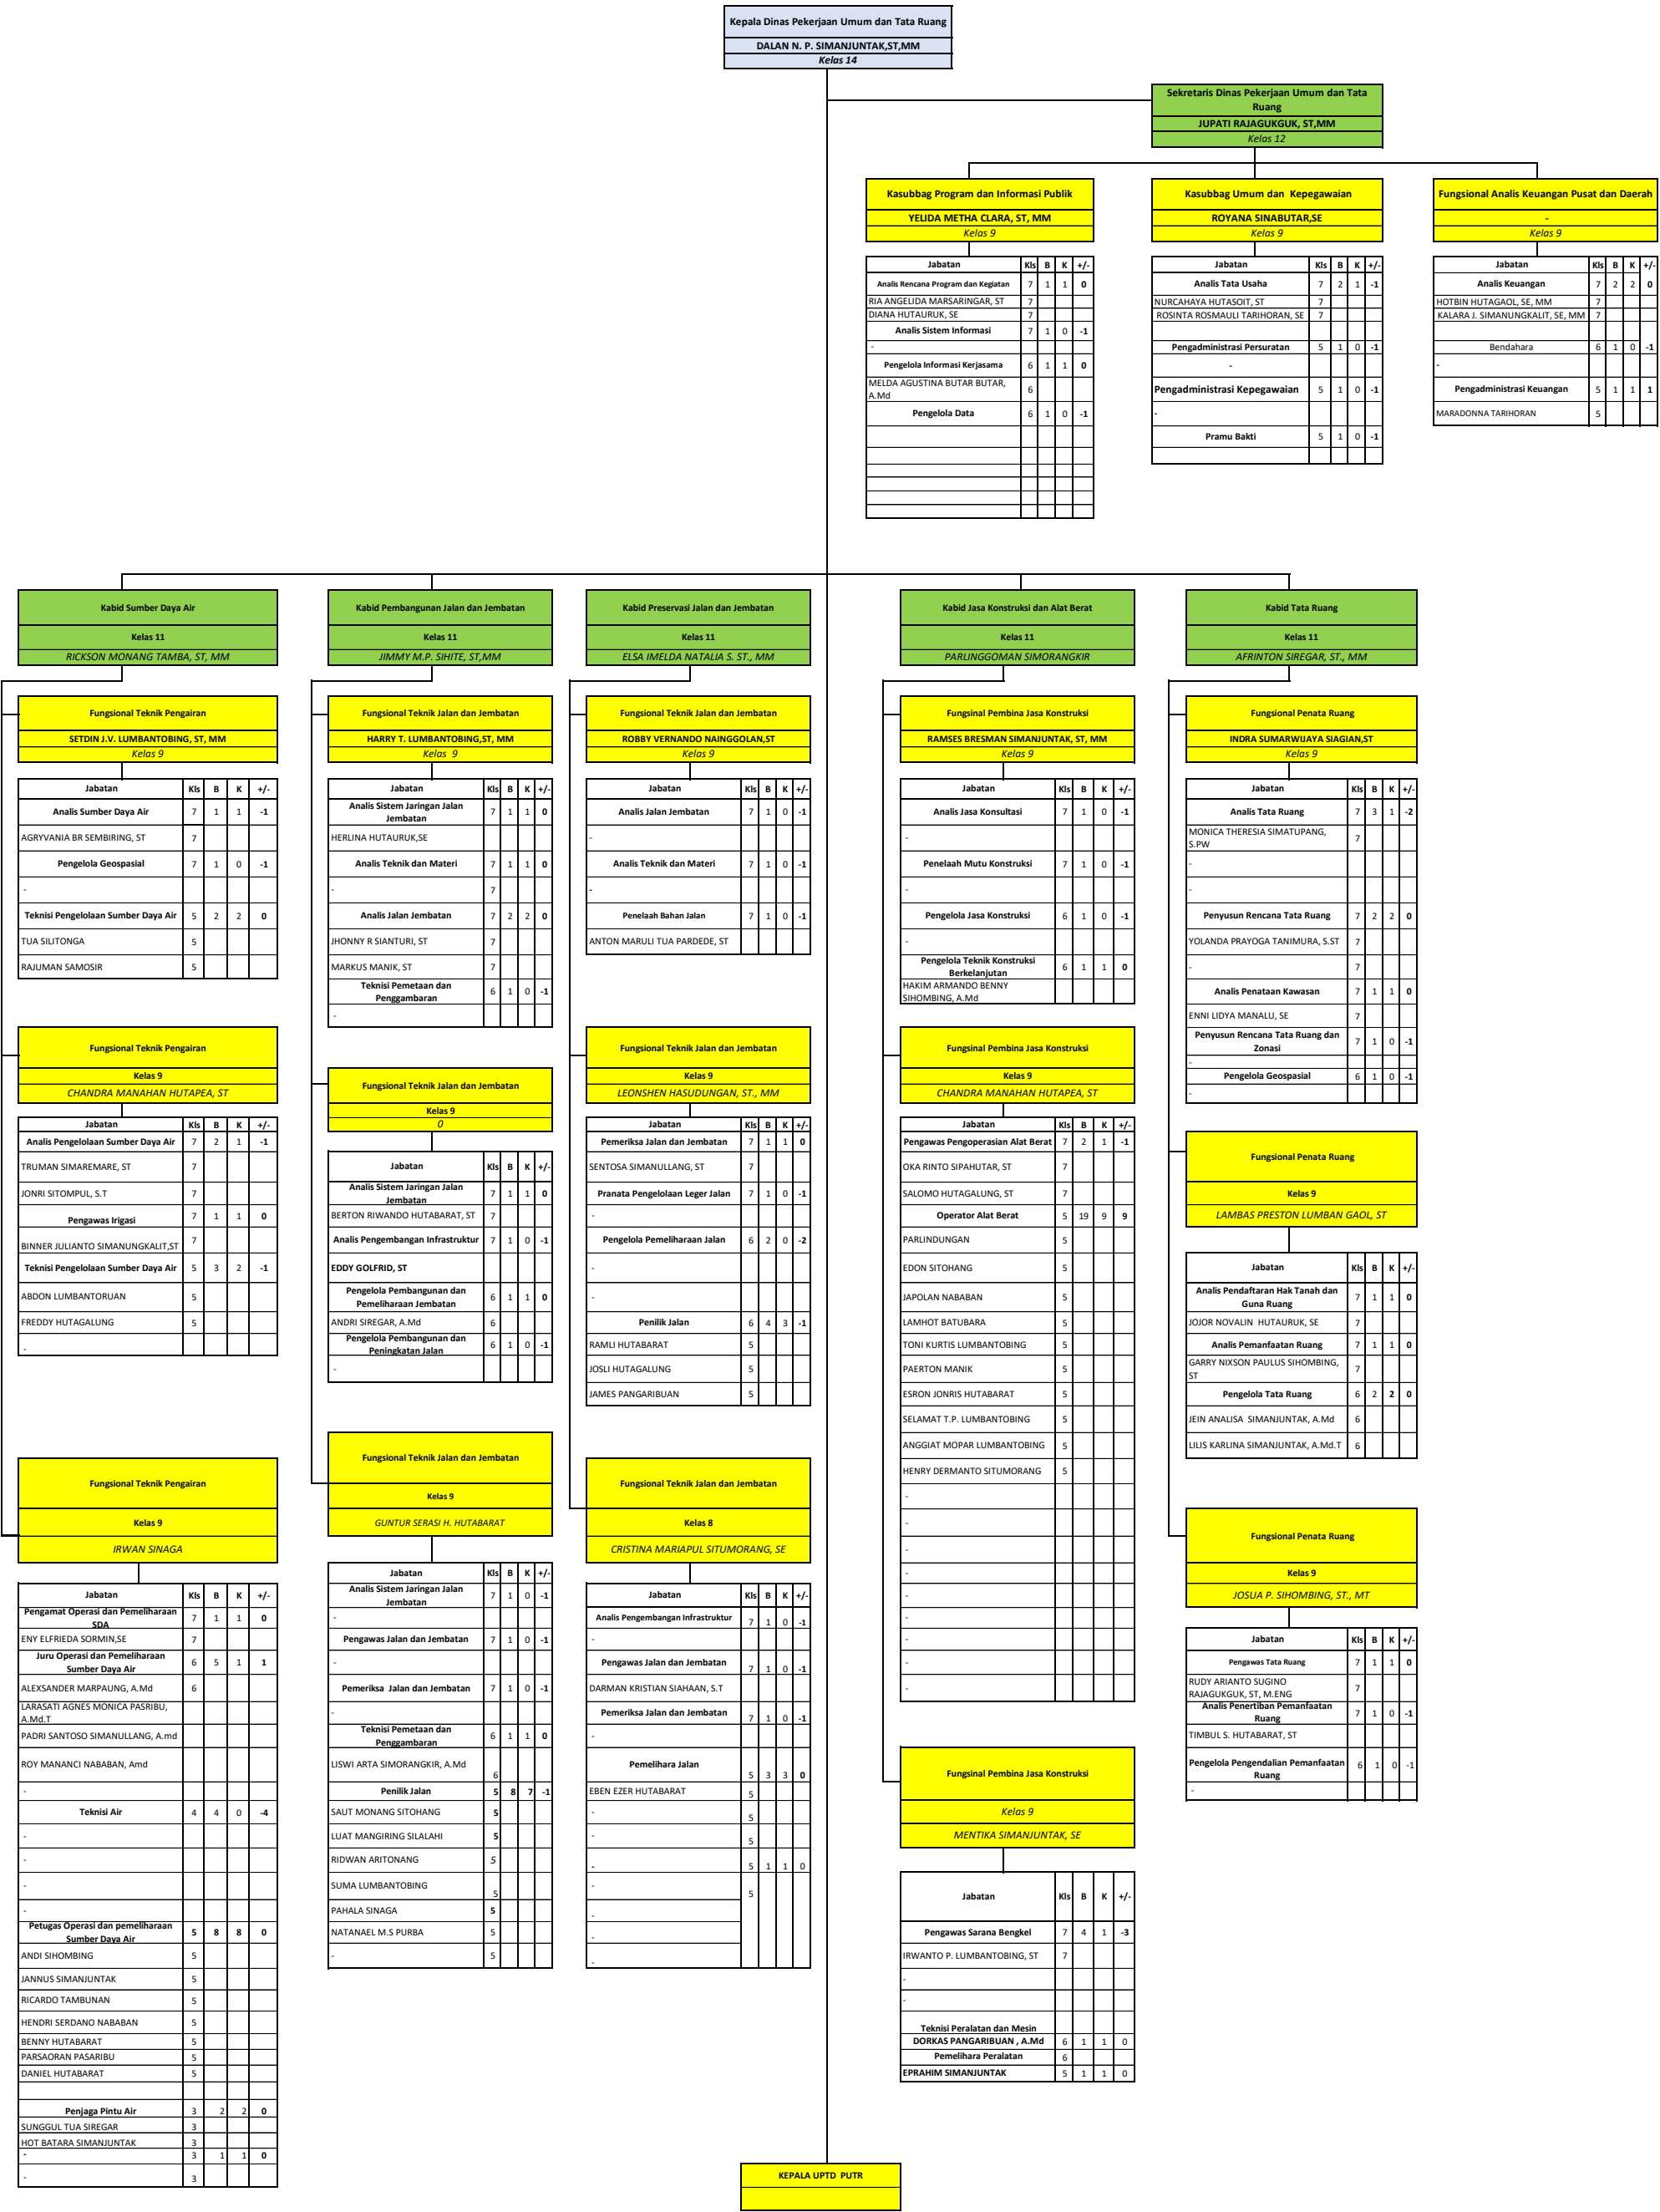 Kepala Dinas Pekerjaan Umum dan Tata Ruang
DALAN N. P. SIMANJUNTAK,ST,MM
Kelas 14
Sekretaris Dinas Pekerjaan Umum dan Tata
Ruang
JUPATI RAJAGUKGUK, ST,MM
Kelas 12
Kasubbag Program dan Informasi Publik
YELIDA METHA CLARA, ST, MM
Kelas 9
Jabatan Kls B K +/-
Analis Rencana Program dan Kegiatan 7 1 1 0
RIA ANGELIDA MARSARINGAR, ST 7
DIANA HUTAURUK, SE 7
Analis Sistem Informasi 7 1 0 -1
-
Pengelola Informasi Kerjasama 6 1 1 0
MELDA AGUSTINA BUTAR BUTAR,
A.Md 6
Pengelola Data 6 1 0 -1
Kasubbag Umum dan  Kepegawaian
ROYANA SINABUTAR,SE
Kelas 9
Jabatan Kls B K +/-
Analis Tata Usaha 7 2 1 -1
NURCAHAYA HUTASOIT, ST 7
ROSINTA ROSMAULI TARIHORAN, SE 7
Pengadministrasi Persuratan 5 1 0 -1
-
Pengadministrasi Kepegawaian 5 1 0 -1
-
Pramu Bakti 5 1 0 -1
Fungsional Analis Keuangan Pusat dan Daerah
-
Kelas 9
Jabatan Kls B K +/-
Analis Keuangan 7 2 2 0
HOTBIN HUTAGAOL, SE, MM 7
KALARA J. SIMANUNGKALIT, SE, MM 7
Bendahara 6 1 0 -1
-
Pengadministrasi Keuangan 5 1 1 1
MARADONNA TARIHORAN 5
Kabid Sumber Daya Air
Kelas 11
RICKSON MONANG TAMBA, ST, MM
Fungsional Teknik Pengairan
SETDIN J.V. LUMBANTOBING, ST, MM
Kelas 9
Jabatan Kls B K +/-
Analis Sumber Daya Air 7 1 1 -1
AGRYVANIA BR SEMBIRING, ST 7
Pengelola Geospasial 7 1 0 -1
-
Teknisi Pengelolaan Sumber Daya Air 5 2 2 0
TUA SILITONGA 5
RAJUMAN SAMOSIR 5
Fungsional Teknik Pengairan
Kelas 9
CHANDRA MANAHAN HUTAPEA, ST
Jabatan Kls B K +/-
Analis Pengelolaan Sumber Daya Air 7 2 1 -1
TRUMAN SIMAREMARE, ST 7
JONRI SITOMPUL, S.T 7
Pengawas Irigasi 7 1 1 0
BINNER JULIANTO SIMANUNGKALIT,ST 7
Teknisi Pengelolaan Sumber Daya Air 5 3 2 -1
ABDON LUMBANTORUAN 5
FREDDY HUTAGALUNG 5
-
Fungsional Teknik Pengairan
Kelas 9
IRWAN SINAGA
Jabatan Kls B K +/-
Pengamat Operasi dan Pemeliharaan
SDA 7 1 1 0
ENY ELFRIEDA SORMIN,SE 7
Juru Operasi dan Pemeliharaan
Sumber Daya Air 6 5 1 1
ALEXSANDER MARPAUNG, A.Md 6
LARASATI AGNES MONICA PASRIBU,
A.Md.T
PADRI SANTOSO SIMANULLANG, A.md
ROY MANANCI NABABAN, Amd
-
Teknisi Air 4 4 0 -4
-
-
-
-
Petugas Operasi dan pemeliharaan
Sumber Daya Air 5 8 8 0
ANDI SIHOMBING 5
JANNUS SIMANJUNTAK 5
RICARDO TAMBUNAN 5
HENDRI SERDANO NABABAN 5
BENNY HUTABARAT 5
PARSAORAN PASARIBU 5
DANIEL HUTABARAT 5
Penjaga Pintu Air 3 2 2 0
SUNGGUL TUA SIREGAR 3
HOT BATARA SIMANJUNTAK 3
- 3 1 1 0
- 3
Kabid Pembangunan Jalan dan Jembatan
Kelas 11
JIMMY M.P. SIHITE, ST,MM
Fungsional Teknik Jalan dan Jembatan
HARRY T. LUMBANTOBING,ST, MM
Kelas  9
Jabatan Kls B K +/-
Analis Sistem Jaringan Jalan
Jembatan 7 1 1 0
HERLINA HUTAURUK,SE
Analis Teknik dan Materi 7 1 1 0
- 7
Analis Jalan Jembatan 7 2 2 0
JHONNY R SIANTURI, ST 7
MARKUS MANIK, ST 7
Teknisi Pemetaan dan
Penggambaran 6 1 0 -1
-
Fungsional Teknik Jalan dan Jembatan
Kelas 9
0
Jabatan Kls B K +/-
Analis Sistem Jaringan Jalan
Jembatan 7 1 1 0
BERTON RIWANDO HUTABARAT, ST 7
Analis Pengembangan Infrastruktur 7 1 0 -1
EDDY GOLFRID, ST
Pengelola Pembangunan dan
Pemeliharaan Jembatan 6 1 1 0
ANDRI SIREGAR, A.Md 6
Pengelola Pembangunan dan
Peningkatan Jalan 6 1 0 -1
-
Fungsional Teknik Jalan dan Jembatan
Kelas 9
GUNTUR SERASI H. HUTABARAT
Jabatan Kls B K +/-
Analis Sistem Jaringan Jalan
Jembatan 7 1 0 -1
-
Pengawas Jalan dan Jembatan 7 1 0 -1
-
Pemeriksa  Jalan dan Jembatan 7 1 0 -1
-
Teknisi Pemetaan dan
Penggambaran 6 1 1 0
LISWI ARTA SIMORANGKIR, A.Md 6
Penilik Jalan 5 8 7 -1
SAUT MONANG SITOHANG 5
LUAT MANGIRING SILALAHI 5
RIDWAN ARITONANG 5
SUMA LUMBANTOBING 5
PAHALA SINAGA 5
NATANAEL M.S PURBA 5
- 5
Kabid Preservasi Jalan dan Jembatan
Kelas 11
ELSA IMELDA NATALIA S. ST., MM
Fungsional Teknik Jalan dan Jembatan
ROBBY VERNANDO NAINGGOLAN,ST
Kelas 9
Jabatan Kls B K +/-
Analis Jalan Jembatan 7 1 0 -1
-
Analis Teknik dan Materi 7 1 0 -1
-
Penelaah Bahan Jalan 7 1 0 -1
ANTON MARULI TUA PARDEDE, ST
Fungsional Teknik Jalan dan Jembatan
Kelas 9
LEONSHEN HASUDUNGAN, ST., MM
Jabatan Kls B K +/-
Pemeriksa Jalan dan Jembatan 7 1 1 0
SENTOSA SIMANULLANG, ST 7
Pranata Pengelolaan Leger Jalan 7 1 0 -1
-
Pengelola Pemeliharaan Jalan 6 2 0 -2
-
-
Penilik Jalan 6 4 3 -1
RAMLI HUTABARAT 5
JOSLI HUTAGALUNG 5
JAMES PANGARIBUAN 5
Fungsional Teknik Jalan dan Jembatan
Kelas 8
CRISTINA MARIAPUL SITUMORANG, SE
Jabatan Kls B K +/-
Analis Pengembangan Infrastruktur 7 1 0 -1
-
Pengawas Jalan dan Jembatan 7 1 0 -1
DARMAN KRISTIAN SIAHAAN, S.T
Pemeriksa Jalan dan Jembatan 7 1 0 -1
-
Pemelihara Jalan 5 3 3 0
EBEN EZER HUTABARAT 5
- 5
- 5
- 5 1 1 0
- 5
-
-
-
Kabid Jasa Konstruksi dan Alat Berat
Kelas 11
PARLINGGOMAN SIMORANGKIR
Fungsinal Pembina Jasa Konstruksi
RAMSES BRESMAN SIMANJUNTAK, ST, MM
Kelas 9
Jabatan Kls B K +/-
Analis Jasa Konsultasi 7 1 0 -1
-
Penelaah Mutu Konstruksi 7 1 0 -1
-
Pengelola Jasa Konstruksi 6 1 0 -1
-
Pengelola Teknik Konstruksi
Berkelanjutan 6 1 1 0
HAKIM ARMANDO BENNY
SIHOMBING, A.Md
Fungsinal Pembina Jasa Konstruksi
Kelas 9
CHANDRA MANAHAN HUTAPEA, ST
Jabatan Kls B K +/-
Pengawas Pengoperasian Alat Berat 7 2 1 -1
OKA RINTO SIPAHUTAR, ST 7
SALOMO HUTAGALUNG, ST 7
Operator Alat Berat 5 19 9 9
PARLINDUNGAN 5
EDON SITOHANG 5
JAPOLAN NABABAN 5
LAMHOT BATUBARA 5
TONI KURTIS LUMBANTOBING 5
PAERTON MANIK 5
ESRON JONRIS HUTABARAT 5
SELAMAT T.P. LUMBANTOBING 5
ANGGIAT MOPAR LUMBANTOBING 5
HENRY DERMANTO SITUMORANG 5
-
-
-
-
-
-
-
-
Fungsinal Pembina Jasa Konstruksi
Kelas 9
MENTIKA SIMANJUNTAK, SE
Jabatan Kls B K +/-
Pengawas Sarana Bengkel 7 4 1 -3
IRWANTO P. LUMBANTOBING, ST 7
-
-
Teknisi Peralatan dan Mesin
DORKAS PANGARIBUAN , A.Md 6 1 1 0
Pemelihara Peralatan 6
EPRAHIM SIMANJUNTAK 5 1 1 0
Kabid Tata Ruang
Kelas 11
AFRINTON SIREGAR, ST., MM
Fungsional Penata Ruang
INDRA SUMARWIJAYA SIAGIAN,ST
Kelas 9
Jabatan Kls B K +/-
Analis Tata Ruang 7 3 1 -2
MONICA THERESIA SIMATUPANG,
S.PW 7
-
-
Penyusun Rencana Tata Ruang 7 2 2 0
YOLANDA PRAYOGA TANIMURA, S.ST 7
- 7
Analis Penataan Kawasan 7 1 1 0
ENNI LIDYA MANALU, SE 7
Penyusun Rencana Tata Ruang dan
Zonasi 7 1 0 -1
-
Pengelola Geospasial 6 1 0 -1
-
Fungsional Penata Ruang
Kelas 9
LAMBAS PRESTON LUMBAN GAOL, ST
Jabatan Kls B K +/-
Analis Pendaftaran Hak Tanah dan
Guna Ruang 7 1 1 0
JOJOR NOVALIN  HUTAURUK, SE 7
Analis Pemanfaatan Ruang 7 1 1 0
GARRY NIXSON PAULUS SIHOMBING,
ST 7
Pengelola Tata Ruang 6 2 2 0
JEIN ANALISA  SIMANJUNTAK, A.Md 6
LILIS KARLINA SIMANJUNTAK, A.Md.T 6
Fungsional Penata Ruang
Kelas 9
JOSUA P. SIHOMBING, ST., MT
Jabatan Kls B K +/-
Pengawas Tata Ruang 7 1 1 0
RUDY ARIANTO SUGINO
RAJAGUKGUK, ST, M.ENG 7
Analis Penertiban Pemanfaatan
Ruang 7 1 0 -1
TIMBUL S. HUTABARAT, ST
Pengelola Pengendalian Pemanfaatan
Ruang 6 1 0 -1
-
KEPALA UPTD  PUTR